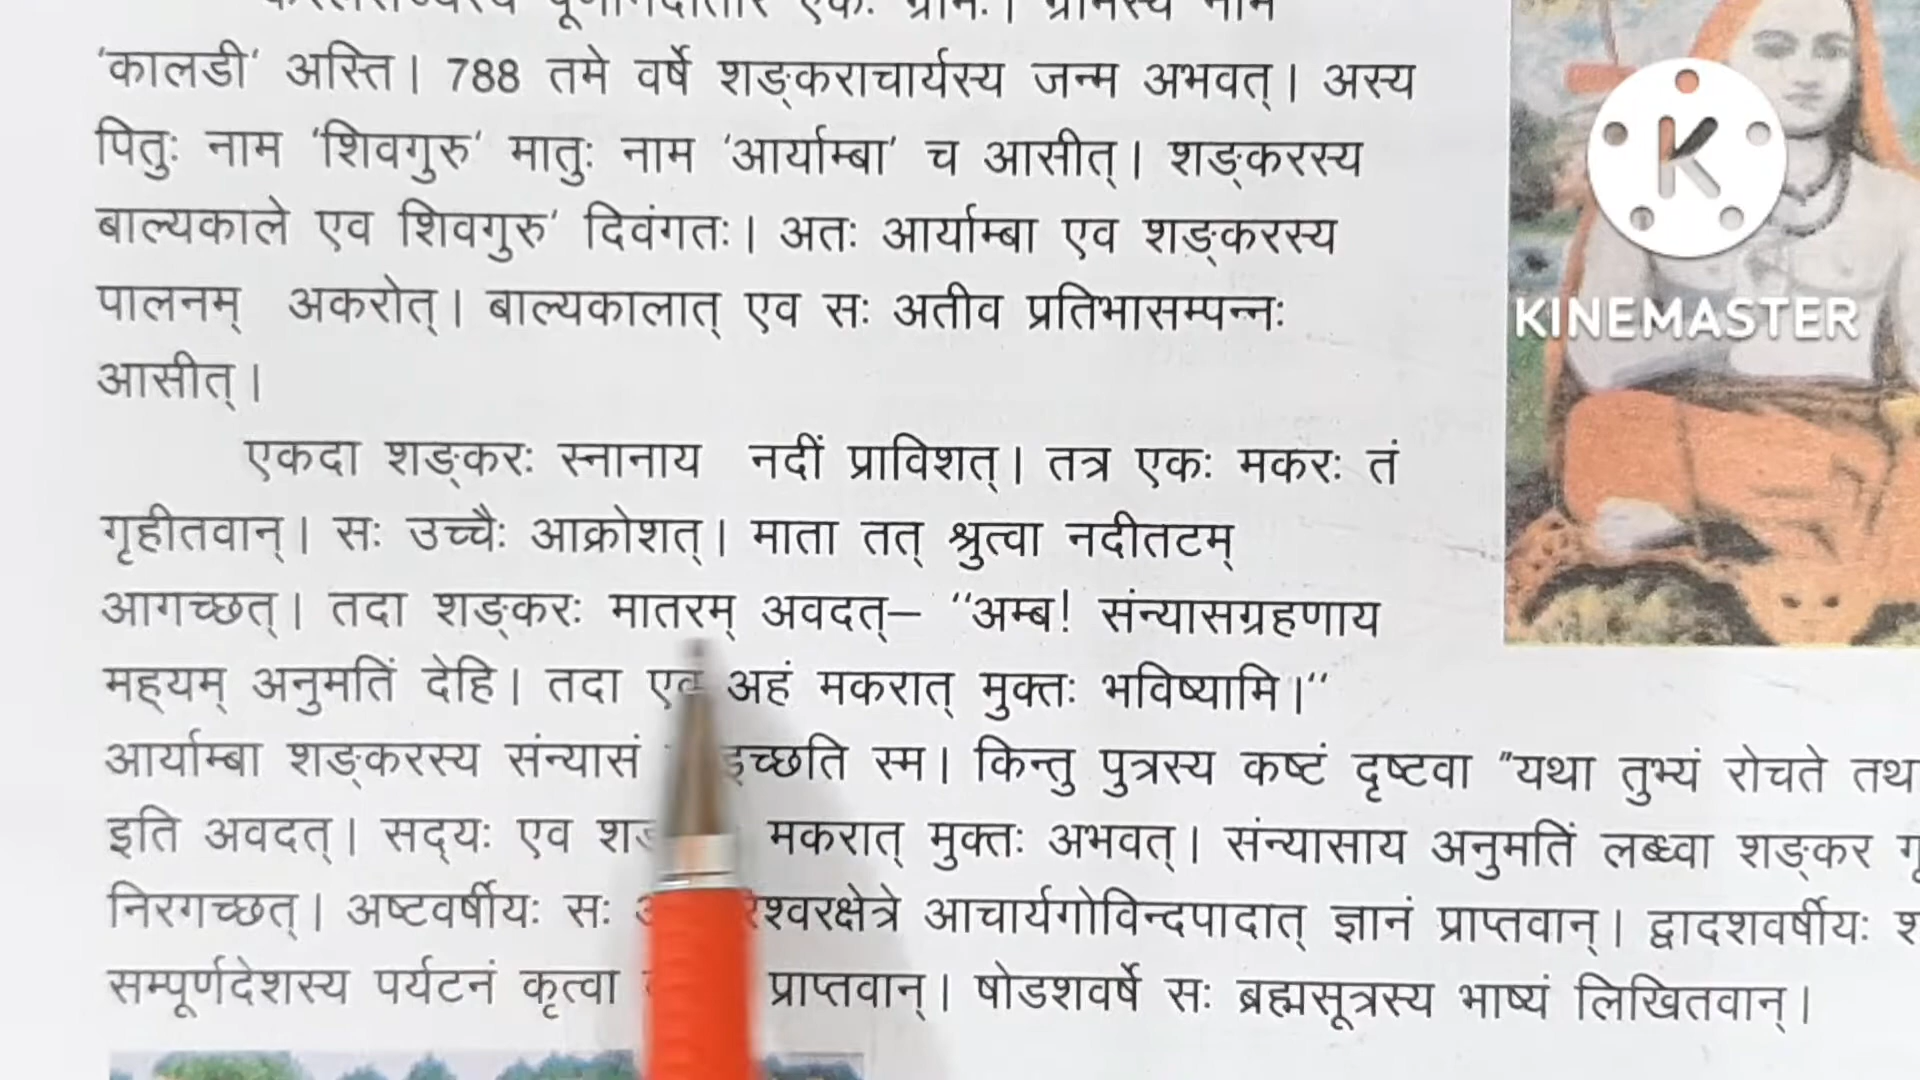 एकः ग्रामः। ग्रामस्य नाम
'कालडी' अस्ति। 788 तमे वर्षे शङ्कराचार्यस्य जन्म अभवत्। अस्य
पितुः नाम 'शिवगुरु' मातुः नाम 'आर्याम्बा' च आसीत्। शङ्करस्य
बाल्यकाले एव शिवगुरु' दिवंगतः। अतः आर्याम्बा एव शङ्करस्य
पालनम् अकरोत्। बाल्यकालात् एव सः अतीव प्रतिभासम्पन्नः
आसीत्।
एकदा शङ्करः स्नानाय नदीं प्राविशत्। तत्र एकः मकरः तं
गृहीतवान्। सः उच्चैः आक्रोशत्। माता तत् श्रुत्वा नदीतटम्
आगच्छत्। तदा शङ्करः मातरम् अवदत्– "अम्ब! संन्यासग्रहणाय
मह्यम् अनुमतिं देहि। तदा एव अहं मकरात् मुक्तः भविष्यामि।"
आर्याम्बा शङ्करस्य संन्यासं इच्छति स्म। किन्तु पुत्रस्य कष्टं दृष्टवा "यथा तुभ्यं रोचते
इति अवदत्। सद्यः एव मकरात् मुक्तः अभवत्। संन्यासाय अनुमतिं लब्ध्वा शङ्कर
निरगच्छत्। अष्टवर्षीयः सः आचार्यगोविन्दपादात् ज्ञानं प्राप्तवान्। द्वादशवर्षीयः
सम्पूर्णदेशस्य पर्यटनं कृत्वा प्राप्तवान्। षोडशवर्षे सः ब्रह्मसूत्रस्य भाष्यं लिखितवान्।
KINEMASTER